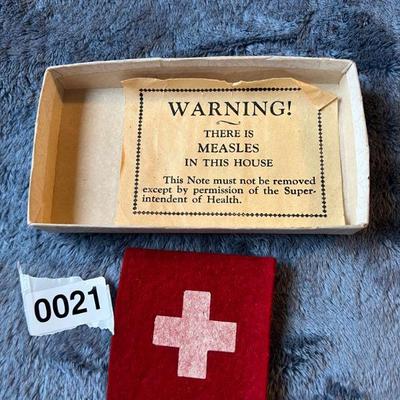 WARNING!
THERE IS
MEASLES
IN THIS HOUSE
This Note must not be removed
except by permission of the Super-
intendent of Health.
0021